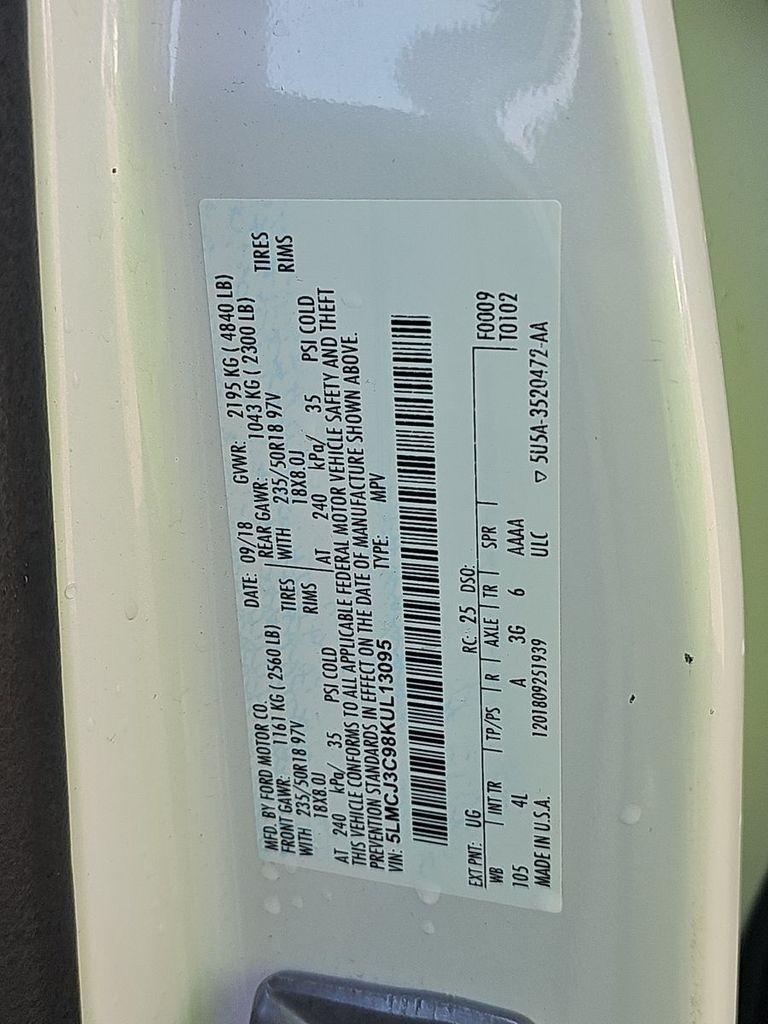 MFD. BY FORD MOTOR CO. DATE: 09/18 GVWR: 2195 KG ( 4840 LB)
FRONT GAWR: 1161 KG ( 2560 LB) REAR GAWR: 1043 KG ( 2300 LB)
WITH 235/50R18 97V TIRES WITH 235/50R18 97V TIRES
18X8.0J RIMS 18X8.0J RIMS
AT 240 kPa/ 35 PSI COLD AT 240 kPa/ 35 PSI COLD
THIS VEHICLE CONFORMS TO ALL APPLICABLE FEDERAL MOTOR VEHICLE SAFETY AND THEFT
PREVENTION STANDARDS IN EFFECT ON THE DATE OF MANUFACTURE SHOWN ABOVE.
VIN: 5LMCJ3C98KUL13095 TYPE: MPV
EXT PNT: UG RC: 25 DSO: F0009
WB INT TR TP/PS R AXLE TR SPR T0102
105 4L A 3G 6 AAAA
MADE IN U.S.A. 1201809251939 ULC ▽ 5U5A-3520472-AA